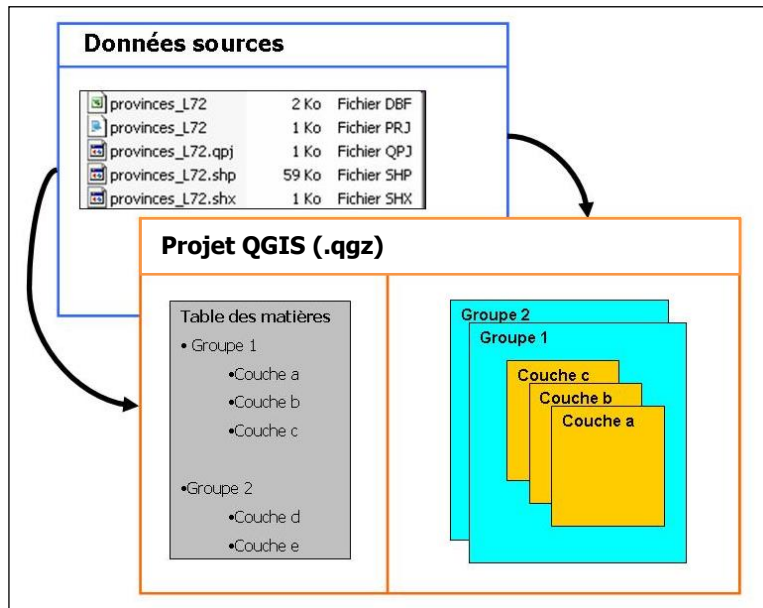 Données sources
provinces_L72 2 Ko Fichier DBF
provinces_L72 1 Ko Fichier PRJ
provinces_L72.qpj 1 Ko Fichier QPJ
provinces_L72.shp 59 Ko Fichier SHP
provinces_L72.shx 1 Ko Fichier SHX
Projet QGIS (.qgz)
Table des matières
• Groupe 1
•Couche a
•Couche b
•Couche c
•Groupe 2
•Couche d
•Couche e
Groupe 2
Groupe 1
Couche c
Couche b
Couche a